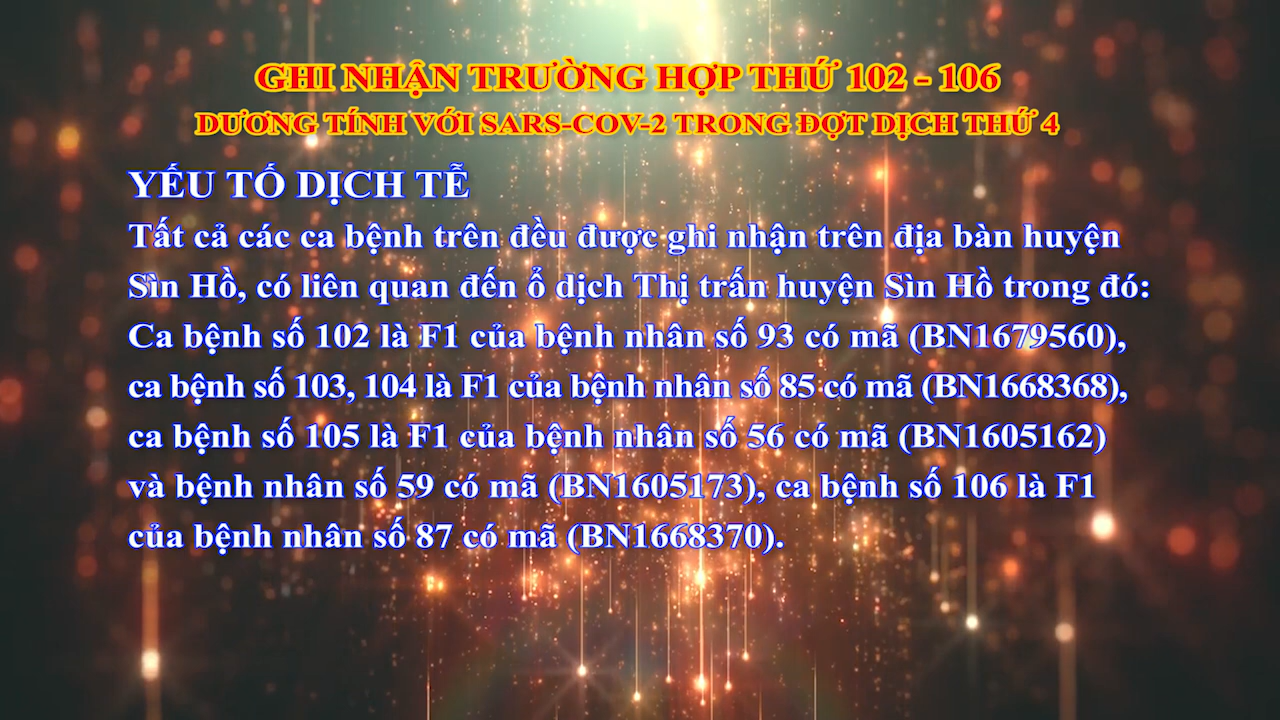 GHI NHẬN TRƯỜNG HỢP THỨ 102 - 106
DƯƠNG TÍNH VỚI SARS-COV-2 TRONG ĐỢT DỊCH THỨ 4
YẾU TỐ DỊCH TỄ
Tất cả các ca bệnh trên đều được ghi nhận trên địa bàn huyện
Sìn Hồ, có liên quan đến ổ dịch Thị trấn huyện Sìn Hồ trong đó:
Ca bệnh số 102 là F1 của bệnh nhân số 93 có mã (BN1679560),
ca bệnh số 103, 104 là F1 của bệnh nhân số 85 có mã (BN1668368),
ca bệnh số 105 là F1 của bệnh nhân số 56 có mã (BN1605162)
và bệnh nhân số 59 có mã (BN1605173), ca bệnh số 106 là F1
của bệnh nhân số 87 có mã (BN1668370).